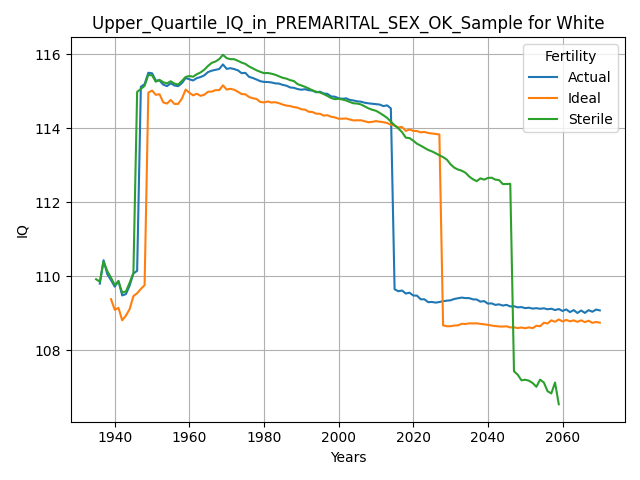 Upper_Quartile_IQ_in_PREMARITAL_SEX_OK_Sample for White
Fertility
Actual
Ideal
Sterile
116
114
112
110
108
IQ
1940 1960 1980 2000 2020 2040 2060
Years